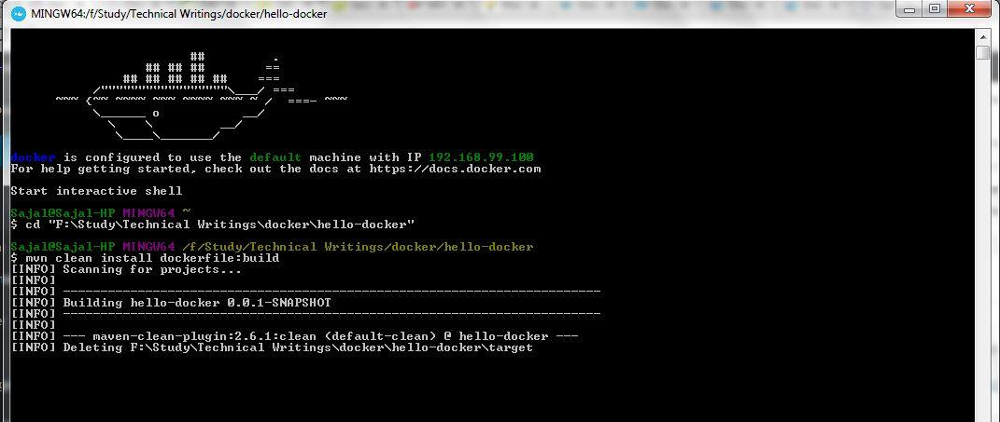 MINGW64:/f/Study/Technical Writings/docker/hello-docker
                        ##         .
                  ## ## ##        ==
               ## ## ## ## ##    ===
           /"""""""""""""""""\___/ ===
      ~~~ {~~ ~~~~ ~~~ ~~~~ ~~~ ~ /  ===- ~~~
           \______ o           __/
             \    \         __/
              \____\_______/
docker is configured to use the default machine with IP 192.168.99.100
For help getting started, check out the docs at https://docs.docker.com
Start interactive shell
Sajal@Sajal-HP MINGW64 ~
$ cd "F:\Study\Technical Writings\docker\hello-docker"
Sajal@Sajal-HP MINGW64 /f/Study/Technical Writings/docker/hello-docker
$ mvn clean install dockerfile:build
[INFO] Scanning for projects...
[INFO]
[INFO] ------------------------------------------------------------------------
[INFO] Building hello-docker 0.0.1-SNAPSHOT
[INFO] ------------------------------------------------------------------------
[INFO]
[INFO] --- maven-clean-plugin:2.6.1:clean (default-clean) @ hello-docker ---
[INFO] Deleting F:\Study\Technical Writings\docker\hello-docker\target